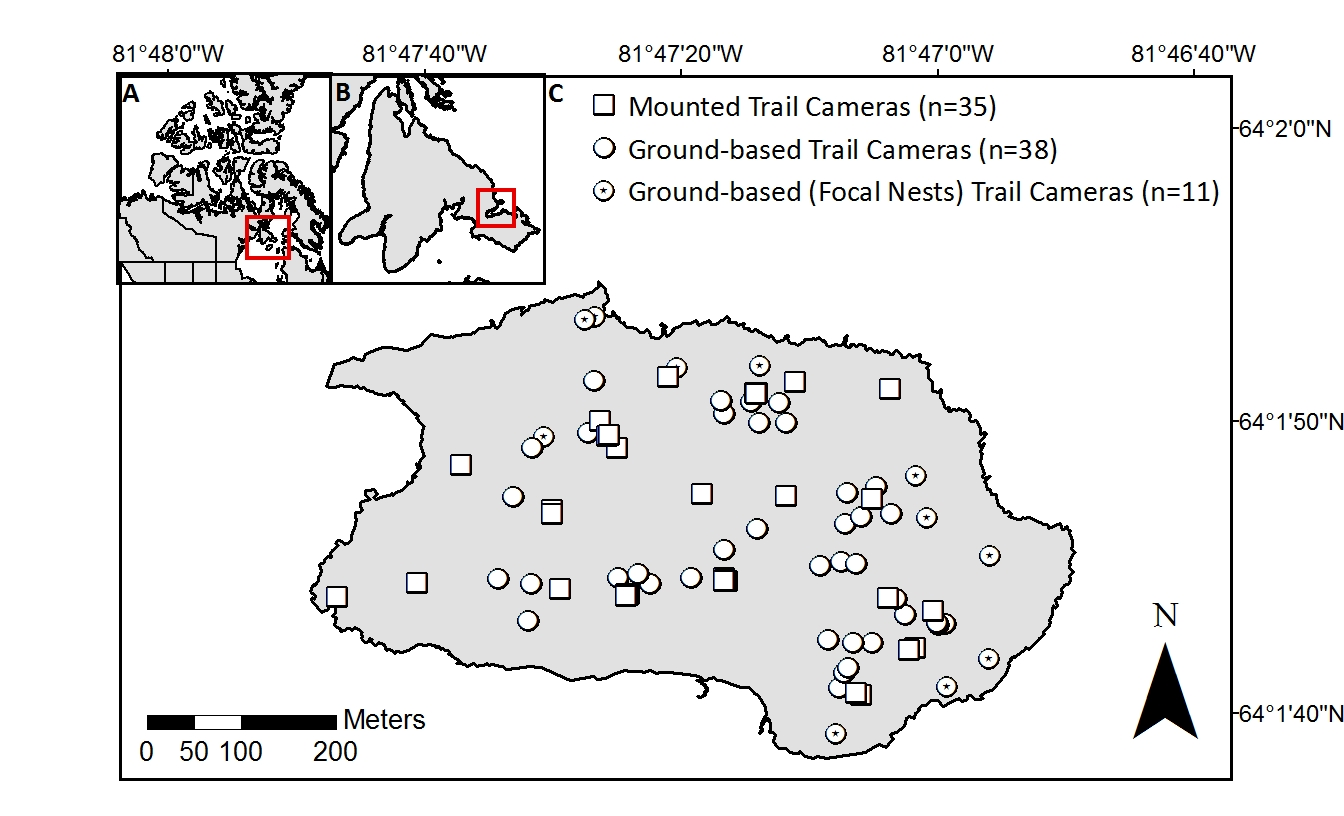 81°48'0"W 81°47'40"W 81°47'20"W 81°47'0"W 81°46'40"W
A B C
Mounted Trail Cameras (n=35)
64°2'0"N
Ground-based Trail Cameras (n=38)
Ground-based (Focal Nests) Trail Cameras (n=11)
64°1'50"N
N
64°1'40"N
Meters
0 50 100 200